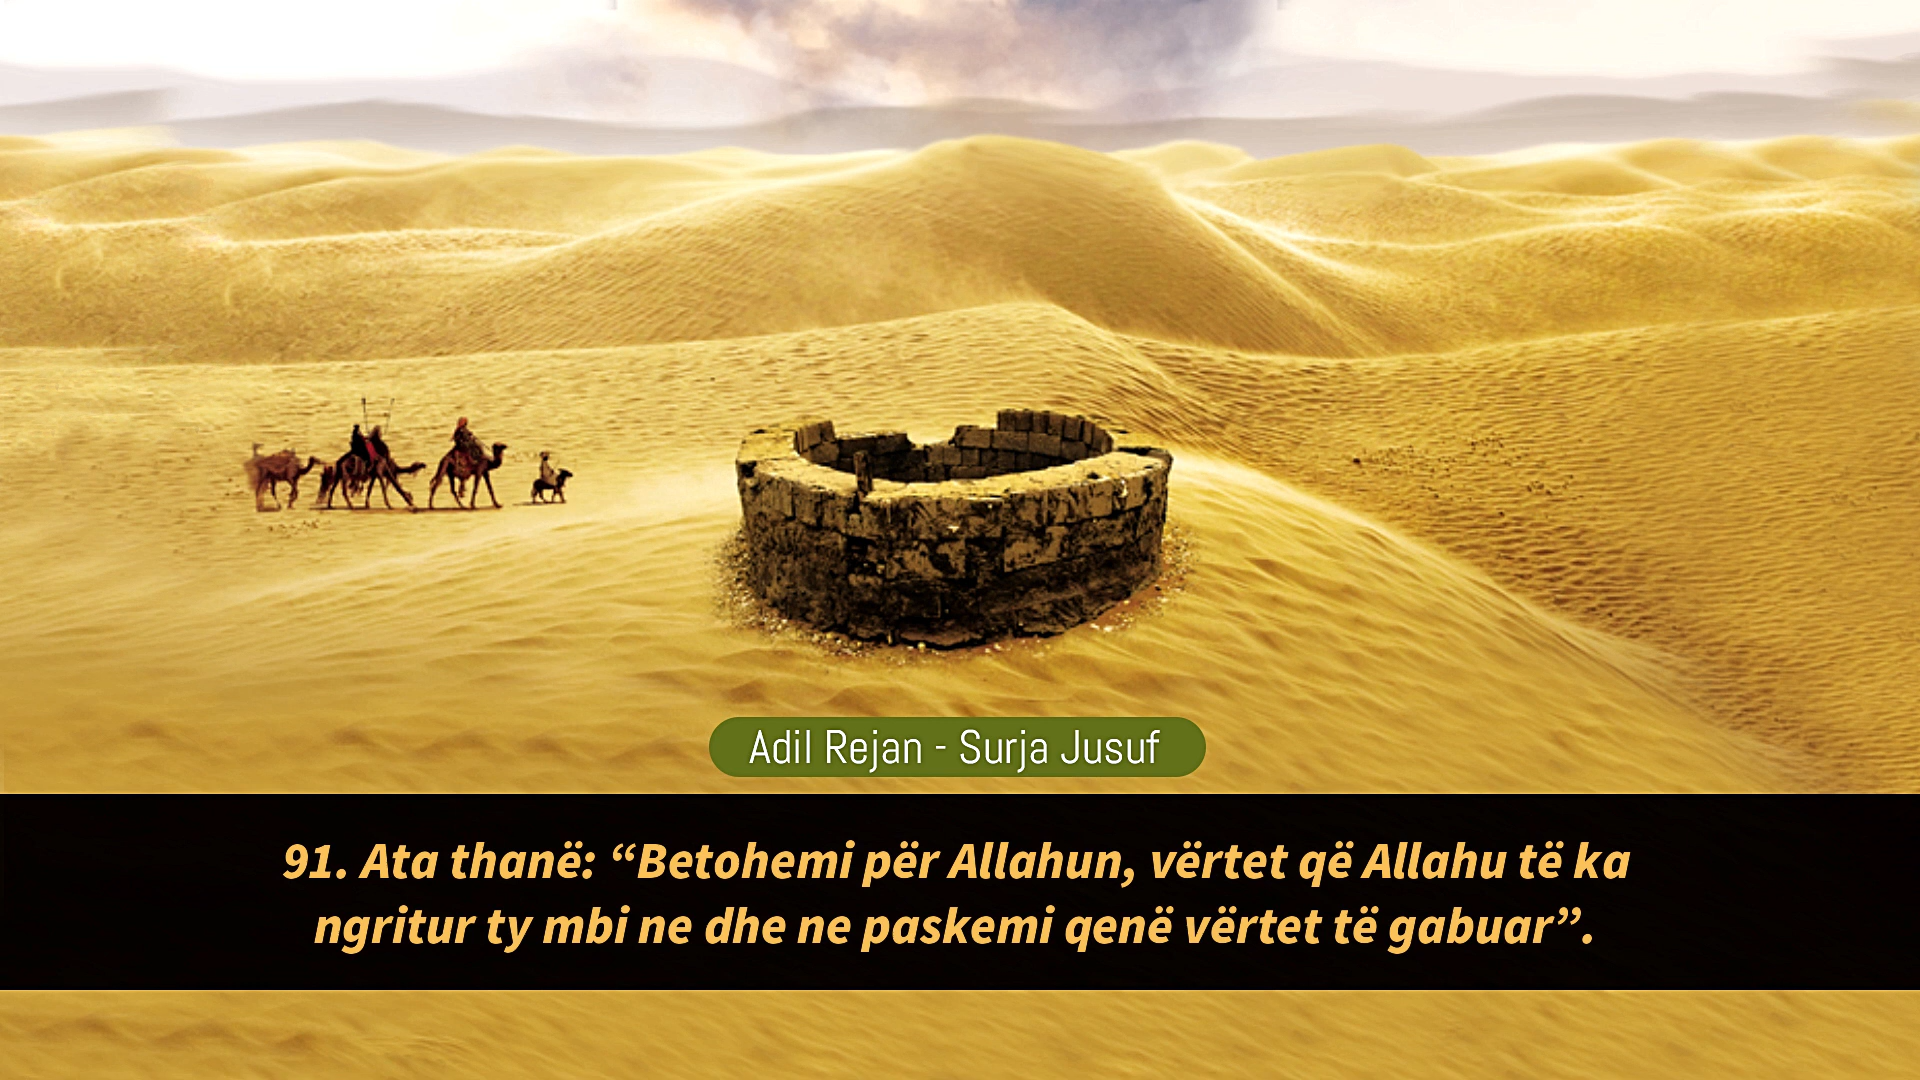 Adil Rejan - Surja Jusuf
91. Ata thanë: “Betohemi për Allahun, vërtet që Allahu të ka
ngritur ty mbi ne dhe ne paskemi qenë vërtet të gabuar”.